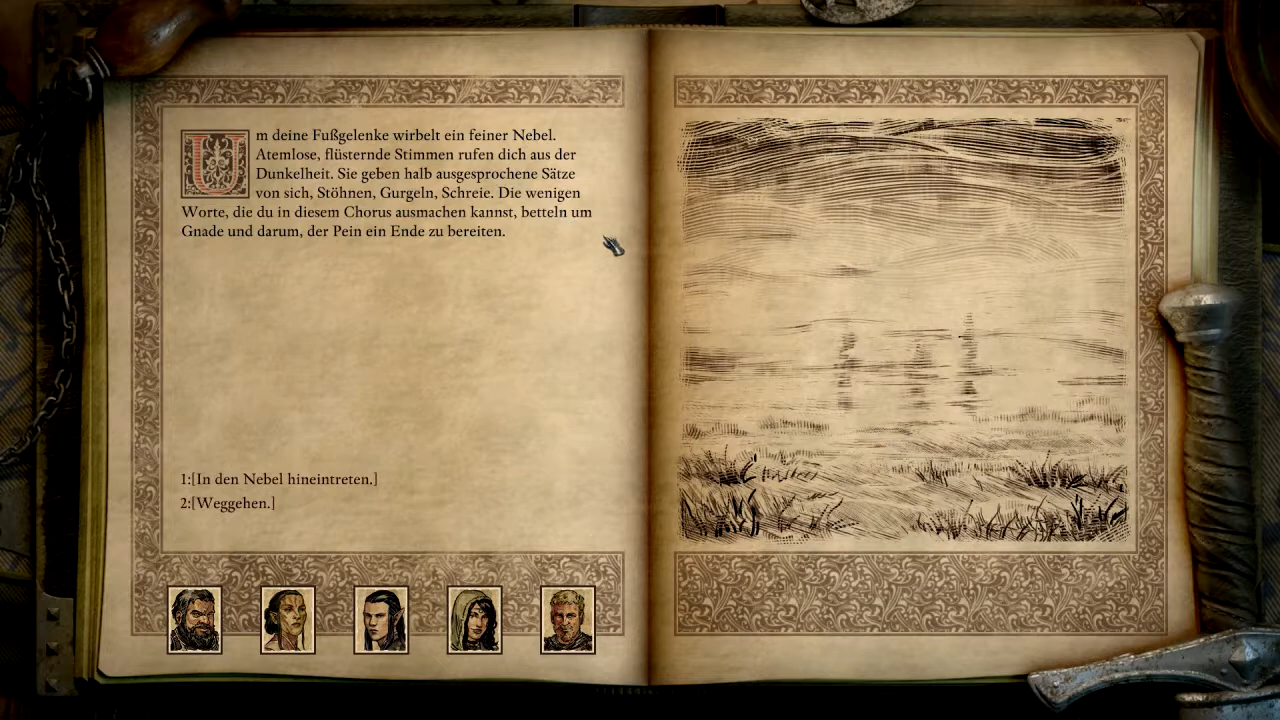 Um deine Fußgelenke wirbelt ein feiner Nebel.
Atemlose, flüsternde Stimmen rufen dich aus der
Dunkelheit. Sie geben halb ausgesprochene Sätze
von sich, Stöhnen, Gurgeln, Schreie. Die wenigen
Worte, die du in diesem Chorus ausmachen kannst, betteln um
Gnade und darum, der Pein ein Ende zu bereiten.
1:[In den Nebel hineintreten.]
2:[Weggehen.]